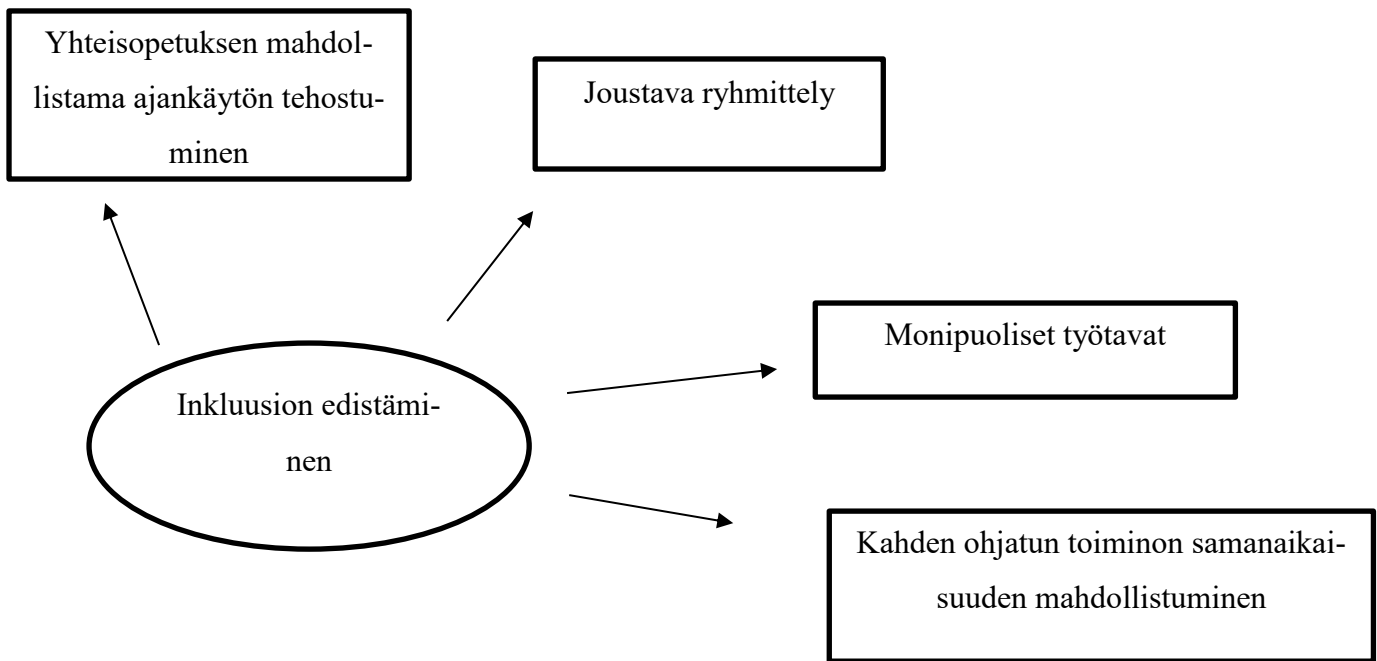 Yhteisopetuksen mahdol-
listama ajankäytön tehostu-
minen
Joustava ryhmittely
Monipuoliset työtavat
Inkluusion edistämi-
nen
Kahden ohjatun toiminon samanaikai-
suuden mahdollistuminen